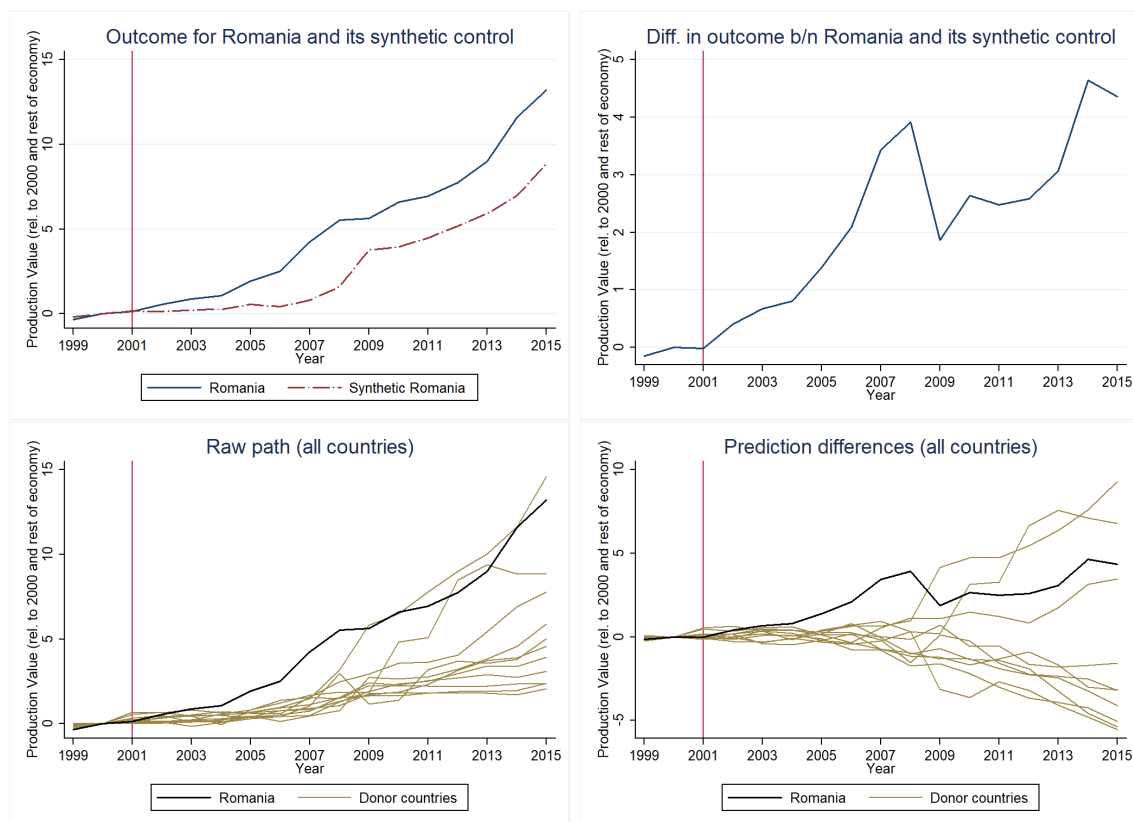 Outcome for Romania and its synthetic control
Production Value (rel. to 2000 and rest of economy)
15
10
5
0
1999 2001 2003 2005 2007 2009 2011 2013 2015
Year
Romania Synthetic Romania
Diff. in outcome b/n Romania and its synthetic control
Production Value (rel. to 2000 and rest of economy)
5
4
3
2
1
0
1999 2001 2003 2005 2007 2009 2011 2013 2015
Year
Raw path (all countries)
Production Value (rel. to 2000 and rest of economy)
15
10
5
0
1999 2001 2003 2005 2007 2009 2011 2013 2015
Year
Romania Donor countries
Prediction differences (all countries)
Production Value (rel. to 2000 and rest of economy)
10
5
0
-5
1999 2001 2003 2005 2007 2009 2011 2013 2015
Year
Romania Donor countries